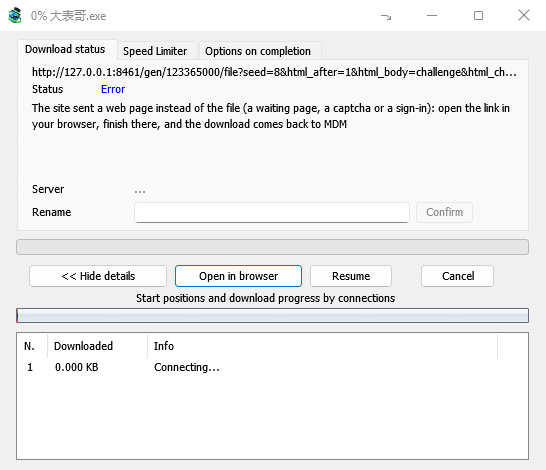 0% 大表哥.exe
Download status
Speed Limiter
Options on completion
http://127.0.0.1:8461/gen/123365000/file?seed=8&html_after=1&html_body=challenge&html_ch...
Status Error
The site sent a web page instead of the file (a waiting page, a captcha or a sign-in): open the link in
your browser, finish there, and the download comes back to MDM
Server ...
Rename Confirm
<< Hide details Open in browser Resume Cancel
Start positions and download progress by connections
N. Downloaded Info
1 0.000 KB Connecting...